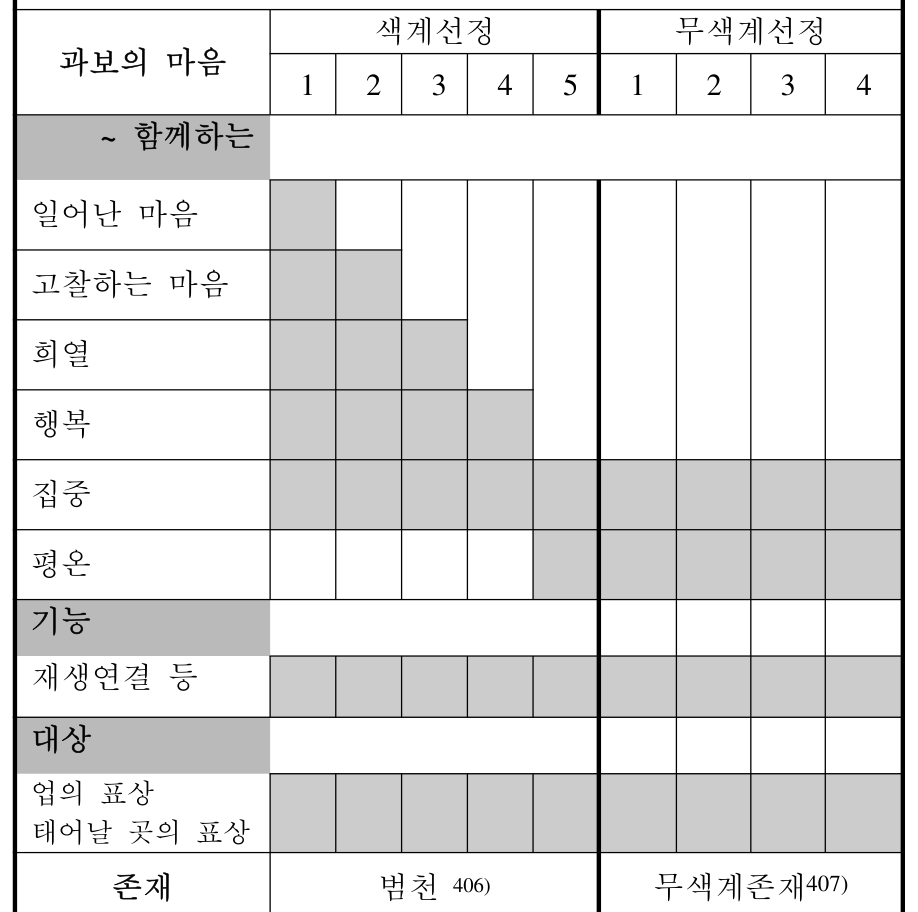 과보의 마음 색계선정 무색계선정
1 2 3 4 5 1 2 3 4
~ 함께하는
일어난 마음
고찰하는 마음
희열
행복
집중
평온
기능
재생연결 등
대상
업의 표상
태어날 곳의 표상
존재 범천 406) 무색계존재407)